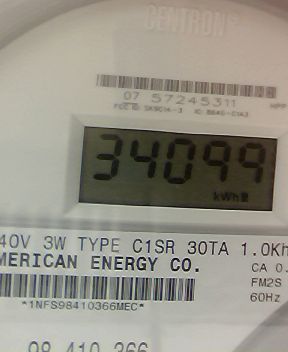 CENTRON®
07 57245311
HPP
34099
kWh
40V 3W TYPE C1SR 30TA 1.0Kh
MERICAN ENERGY CO.
CA 0.
FM2S
60Hz
*1NFS98410366MEC*
98 410 366